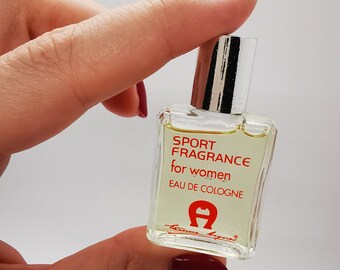 SPORT
FRAGRANCE
for women
EAU DE COLOGNE